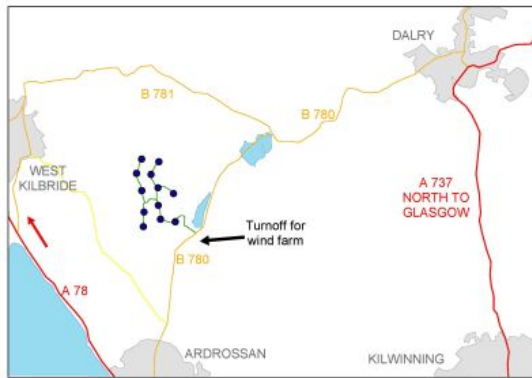 DALRY
B 781
B 780
WEST
KILBRIDE
A 737
NORTH TO
GLASGOW
Turnoff for
wind farm
B 780
A 78
ARDROSSAN
KILWINNING